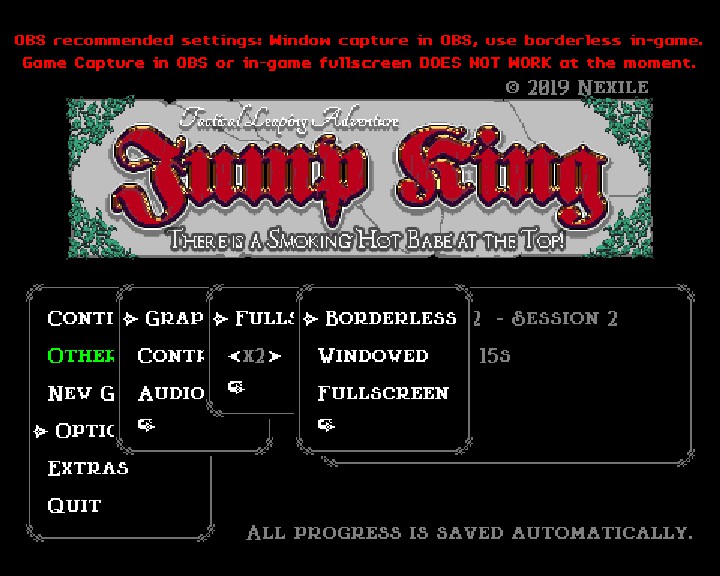 OBS recommended settings: Window capture in OBS, use borderless in-game.
Game Capture in OBS or in-game fullscreen DOES NOT WORK at the moment.
© 2019 Nexile
Tactical Leaping Adventure
Jump King
There is a Smoking Hot Babe at the Top!
Conti
Other
New G
Optic
Extras
Quit
Grap
Contr
Audio
Fulls
<x2>
Borderless
Windowed
Fullscreen
2 - Session 2
15s
All progress is saved automatically.